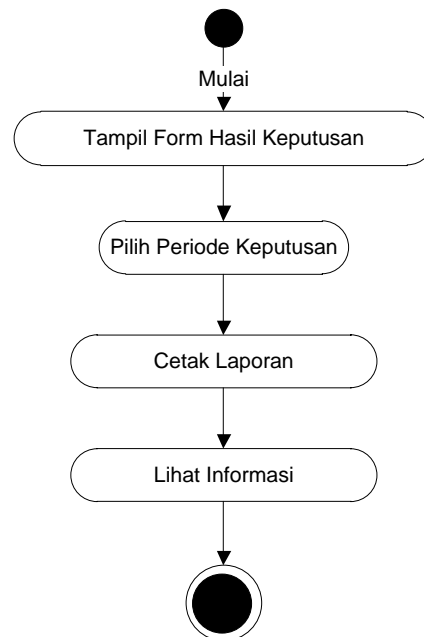 Mulai
Tampil Form Hasil Keputusan
Pilih Periode Keputusan
Cetak Laporan
Lihat Informasi